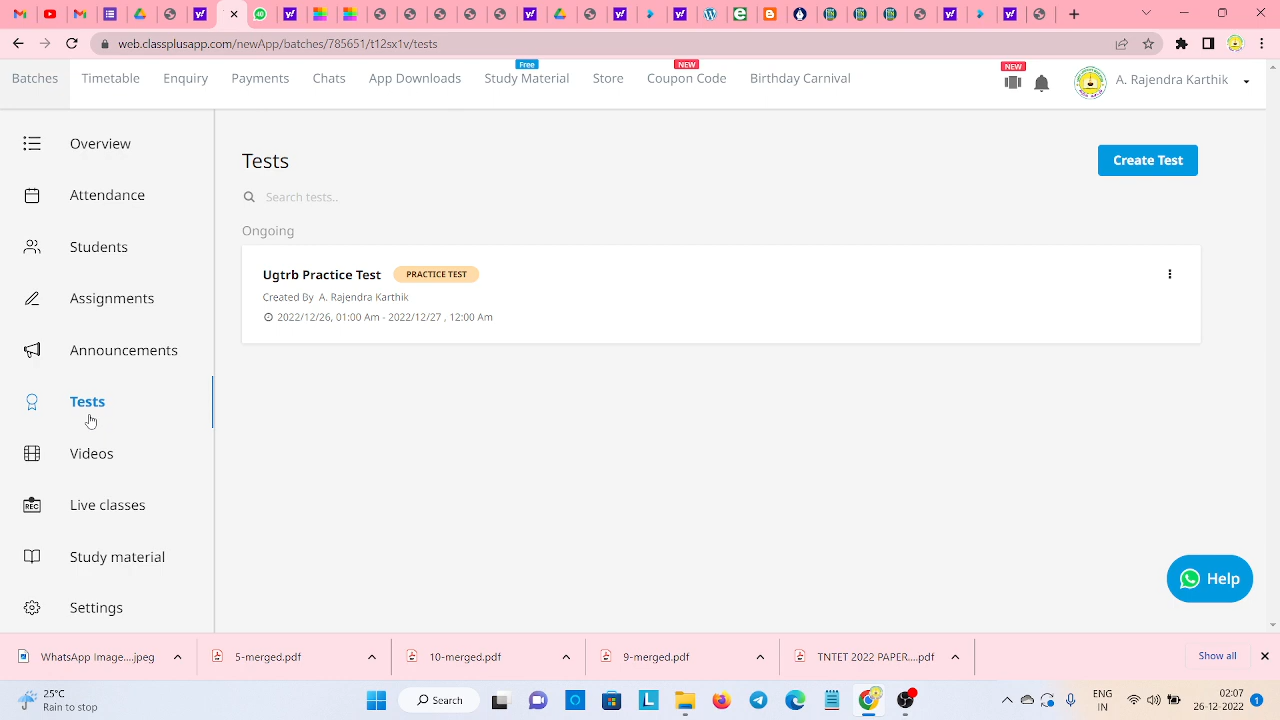 web.classplusapp.com/newApp/batches/785651/t12sx1v/tests
Batches
Timetable
Enquiry
Payments
Chats
App Downloads
Free
Study Material
Store
NEW
Coupon Code
Birthday Carnival
NEW
A. Rajendra Karthik
Overview
Attendance
Students
Assignments
Announcements
Tests
Videos
REC
Live classes
Study material
Settings
Tests
Create Test
Search tests..
Ongoing
Ugtrb Practice Test
PRACTICE TEST
Created By A. Rajendra Karthik
2022/12/26, 01:00 Am - 2022/12/27 , 12:00 Am
Help
WhatsApp Image....jpeg
5-merged.pdf
10-merged.pdf
9-merged.pdf
TNTET 2022 PAPER....pdf
Show all
25°C
Rain to stop
Search
ENG
IN
02:07
26-12-2022
1